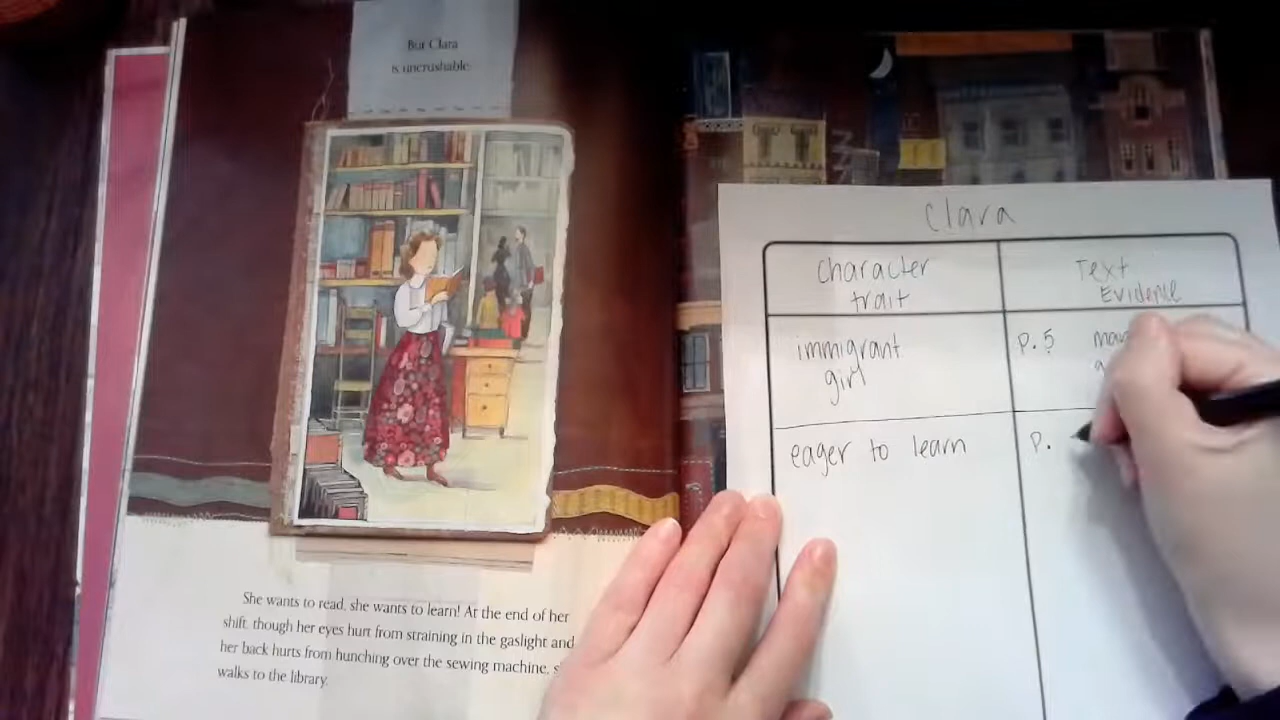 But Clara
is uncrushable.
She wants to read, she wants to learn! At the end of her
shift, though her eyes hurt from straining in the gaslight and
her back hurts from hunching over the sewing machine,
walks to the library.
Clara
character
trait
Text
Evidence
immigrant
girl
p. 5
eager to learn
p.